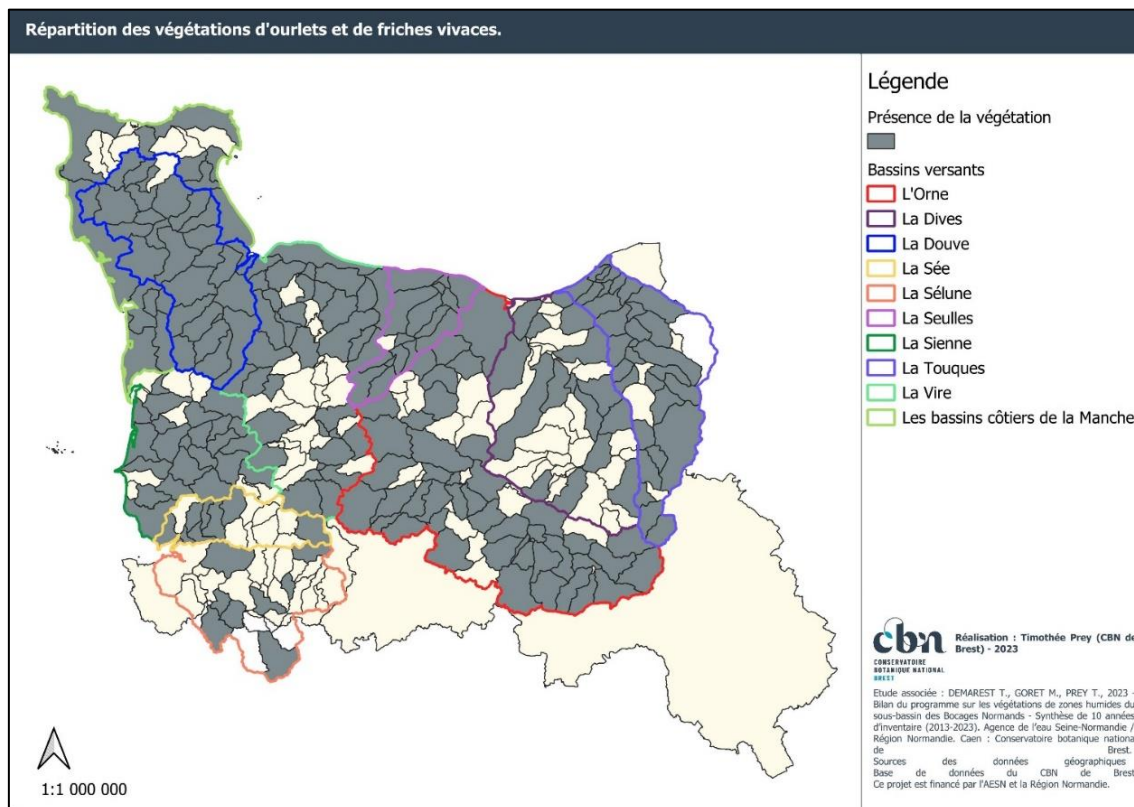 Répartition des végétations d'ourlets et de friches vivaces.
Légende
Présence de la végétation
Bassins versants
L'Orne
La Dives
La Douve
La Sée
La Sélune
La Seulles
La Sienne
La Touques
La Vire
Les bassins côtiers de la Manche
1:1 000 000
cbn
CONSERVATOIRE
BOTANIQUE NATIONAL
BREST
Réalisation : Timothée Prey (CBN de
Brest) - 2023
Etude associée : DEMAREST T., GORET M., PREY T., 2023 -
Bilan du programme sur les végétations de zones humides du
sous-bassin des Bocages Normands - Synthèse de 10 années
d'inventaire (2013-2023). Agence de l'eau Seine-Normandie /
Région Normandie. Caen : Conservatoire botanique nationa
de Brest.
Sources des données géographiques
Base de données du CBN de Brest
Ce projet est financé par l'AESN et la Région Normandie.